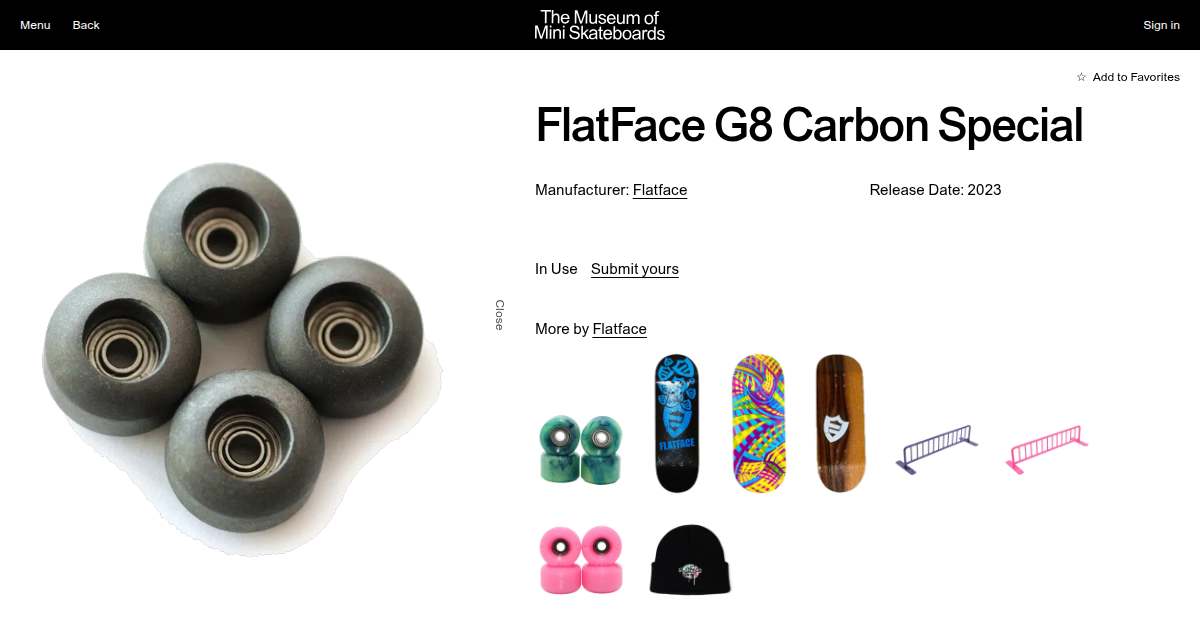 Menu
Back
The Museum of
Mini Skateboards
Sign in
☆ Add to Favorites
FlatFace G8 Carbon Special
Manufacturer: Flatface
Release Date: 2023
In Use Submit yours
Close
More by Flatface
FLATFACE